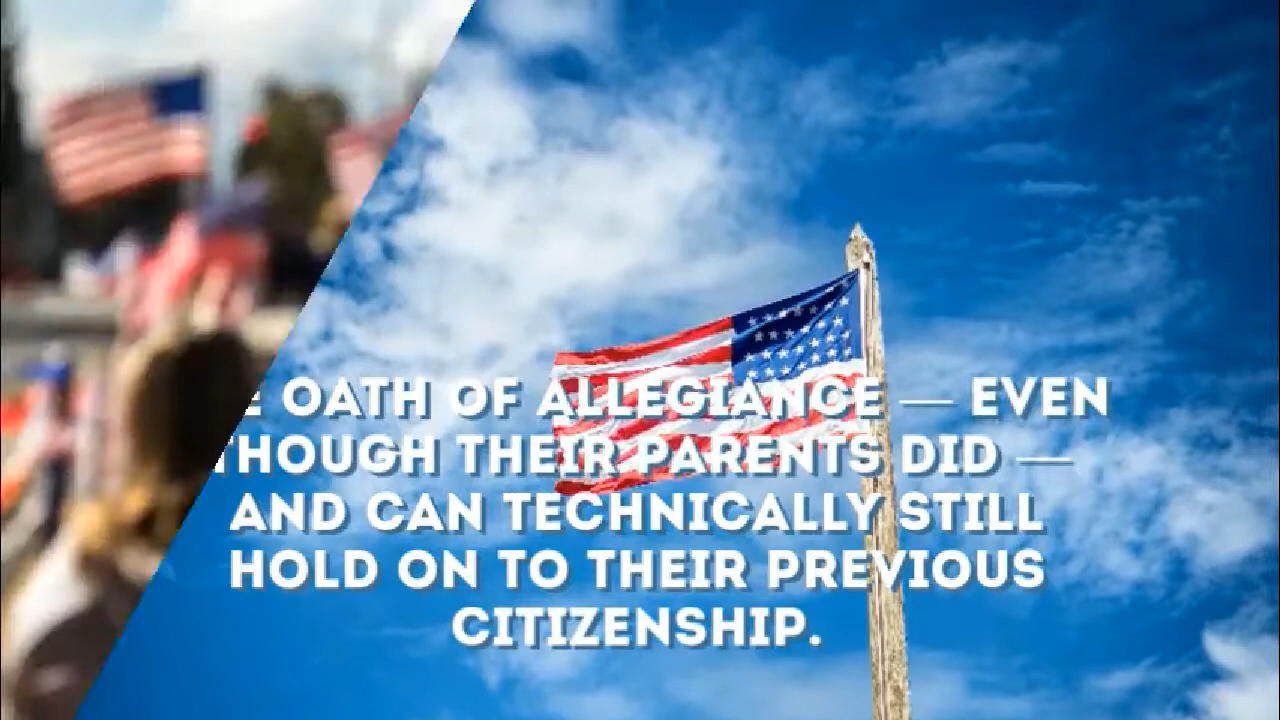 OATH OF ALLEGIANCE — EVEN
THOUGH THEIR PARENTS DID —
AND CAN TECHNICALLY STILL
HOLD ON TO THEIR PREVIOUS
CITIZENSHIP.